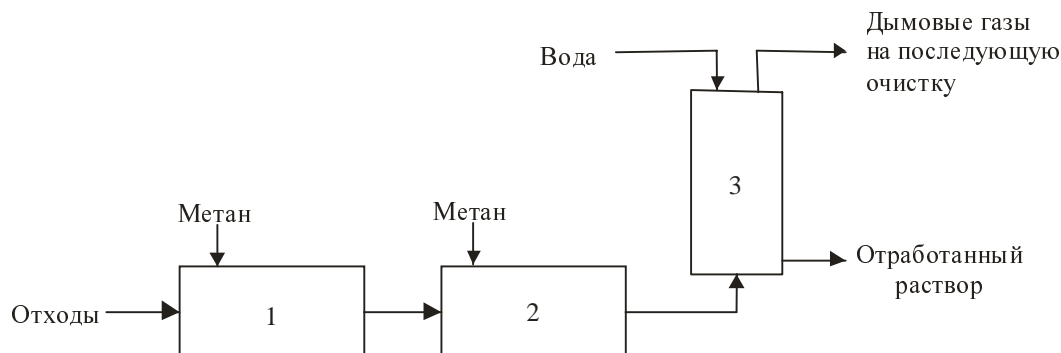 Дымовые газы
на последующую
очистку
Вода
3
Метан
Метан
Отработанный
раствор
Отходы
1
2